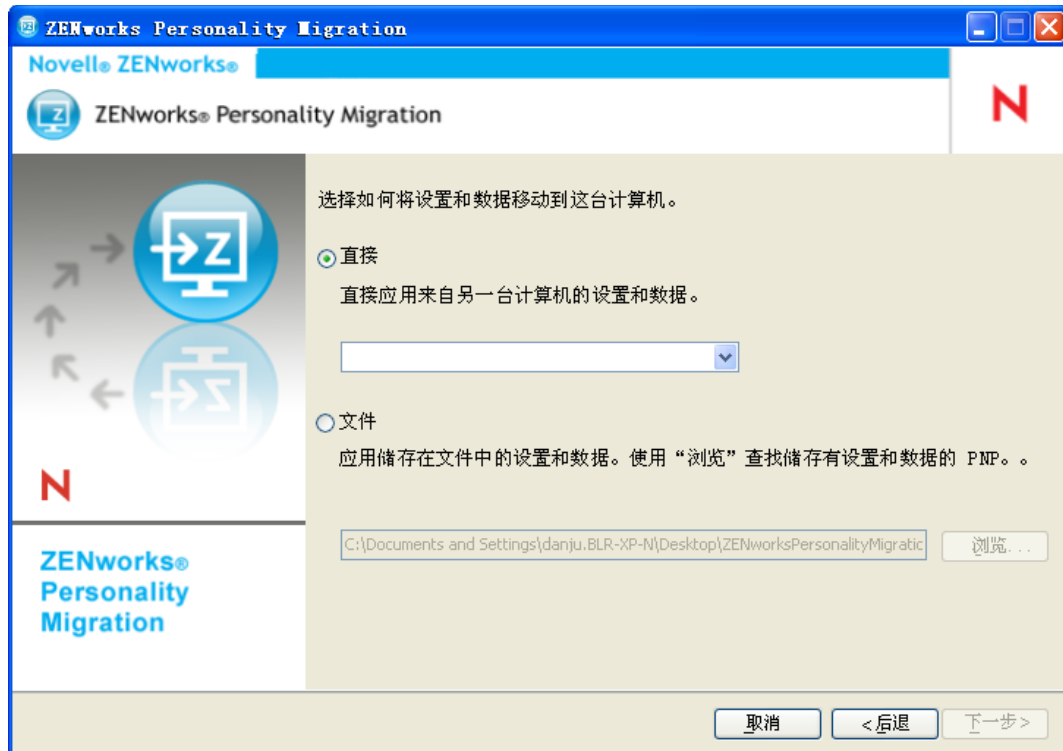 ZENworks Personality Migration
Novell® ZENworks®
ZENworks® Personality Migration
N
选择如何将设置和数据移动到这台计算机。
直接
直接应用来自另一台计算机的设置和数据。
文件
应用储存在文件中的设置和数据。使用“浏览”查找储存有设置和数据的 PNP。。
C:\Documents and Settings\danju.BLR-XP-N\Desktop\ZENworksPersonalityMigratic
浏览...
Z
Z
N
ZENworks®
Personality
Migration
取消
<后退
下一步>